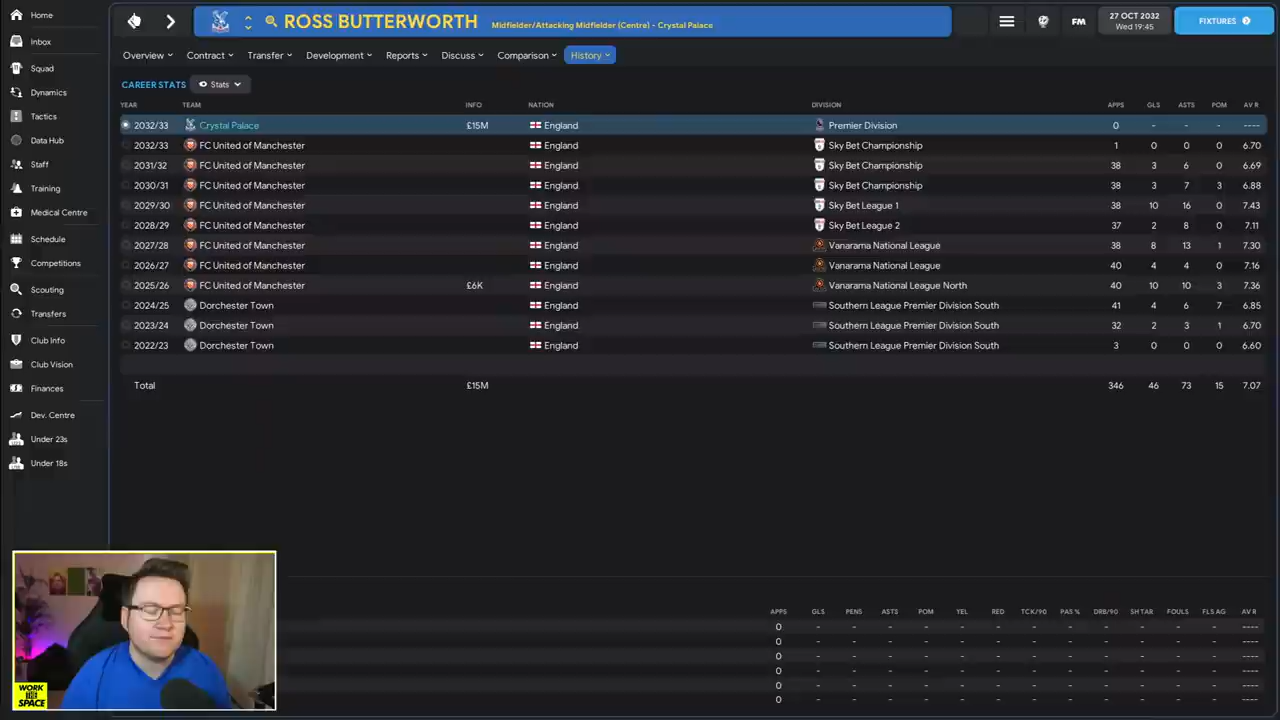 Home
Inbox
Squad
Dynamics
Tactics
Data Hub
Staff
Training
Medical Centre
Schedule
Competitions
Scouting
Transfers
Club Info
Club Vision
Finances
Dev. Centre
Under 23s
Under 18s
ROSS BUTTERWORTH Midfielder/Attacking Midfielder (Centre) - Crystal Palace
FM
27 OCT 2032
Wed 19:45
FIXTURES
Overview Contract Transfer Development Reports Discuss Comparison History
CAREER STATS Stats
YEAR TEAM INFO NATION DIVISION APPS GLS ASTS POM AV R
2032/33 Crystal Palace £15M England Premier Division 0 - - - ----
2032/33 FC United of Manchester England Sky Bet Championship 1 0 0 0 6.70
2031/32 FC United of Manchester England Sky Bet Championship 38 3 6 0 6.69
2030/31 FC United of Manchester England Sky Bet Championship 38 3 7 3 6.88
2029/30 FC United of Manchester England Sky Bet League 1 38 10 16 0 7.43
2028/29 FC United of Manchester England Sky Bet League 2 37 2 8 0 7.11
2027/28 FC United of Manchester England Vanarama National League 38 8 13 1 7.30
2026/27 FC United of Manchester England Vanarama National League 40 4 4 0 7.16
2025/26 FC United of Manchester £6K England Vanarama National League North 40 10 10 3 7.36
2024/25 Dorchester Town England Southern League Premier Division South 41 4 6 7 6.85
2023/24 Dorchester Town England Southern League Premier Division South 32 2 3 1 6.70
2022/23 Dorchester Town England Southern League Premier Division South 3 0 0 0 6.60
Total £15M 346 46 73 15 7.07
APPS GLS PENS ASTS POM YEL RED TCK/90 PAS % DRB/90 SH TAR FOULS FLS AG AV R
0 - - - - - - - - - - - - ----
0 - - - - - - - - - - - - ----
0 - - - - - - - - - - - - ----
0 - - - - - - - - - - - - ----
0 - - - - - - - - - - - - ----
0 - - - - - - - - - - - - ----
WORK
THE
SPACE